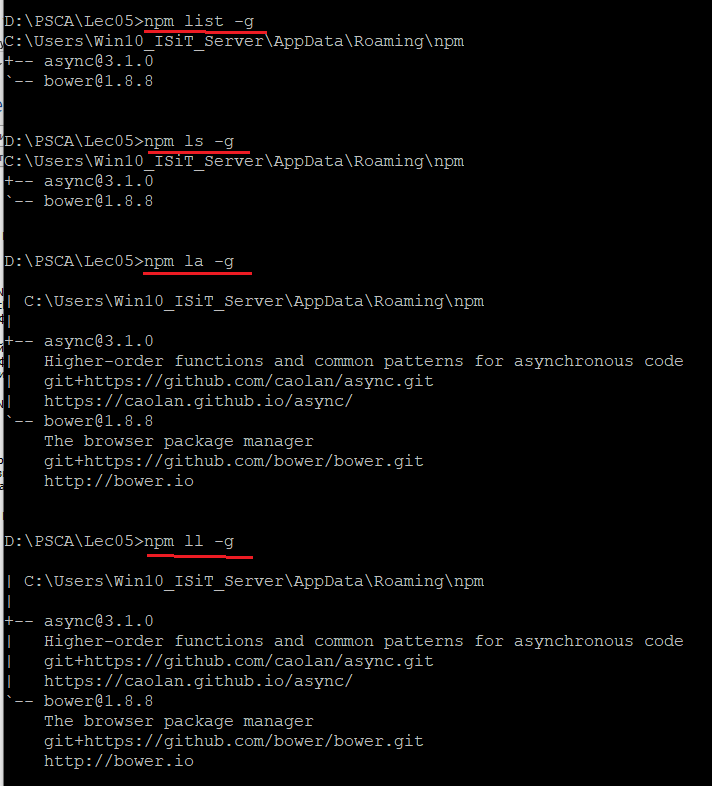 D:\PSCA\Lec05>npm list -g
C:\Users\Win10_ISiT_Server\AppData\Roaming\npm
+-- async@3.1.0
`-- bower@1.8.8
D:\PSCA\Lec05>npm ls -g
C:\Users\Win10_ISiT_Server\AppData\Roaming\npm
+-- async@3.1.0
`-- bower@1.8.8
D:\PSCA\Lec05>npm la -g
| C:\Users\Win10_ISiT_Server\AppData\Roaming\npm
|
+-- async@3.1.0
|   Higher-order functions and common patterns for asynchronous code
|   git+https://github.com/caolan/async.git
|   https://caolan.github.io/async/
`-- bower@1.8.8
    The browser package manager
    git+https://github.com/bower/bower.git
    http://bower.io
D:\PSCA\Lec05>npm ll -g
| C:\Users\Win10_ISiT_Server\AppData\Roaming\npm
|
+-- async@3.1.0
|   Higher-order functions and common patterns for asynchronous code
|   git+https://github.com/caolan/async.git
|   https://caolan.github.io/async/
`-- bower@1.8.8
    The browser package manager
    git+https://github.com/bower/bower.git
    http://bower.io